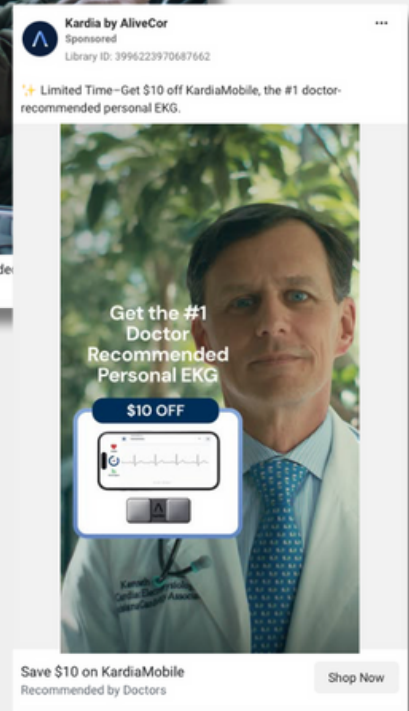 Kardia by AliveCor
Sponsored
Library ID: 3996223970687662
✨ Limited Time–Get $10 off KardiaMobile, the #1 doctor-
recommended personal EKG.
Get the #1
Doctor
Recommended
Personal EKG
$10 OFF
Cardiac
Save $10 on KardiaMobile
Recommended by Doctors
Shop Now